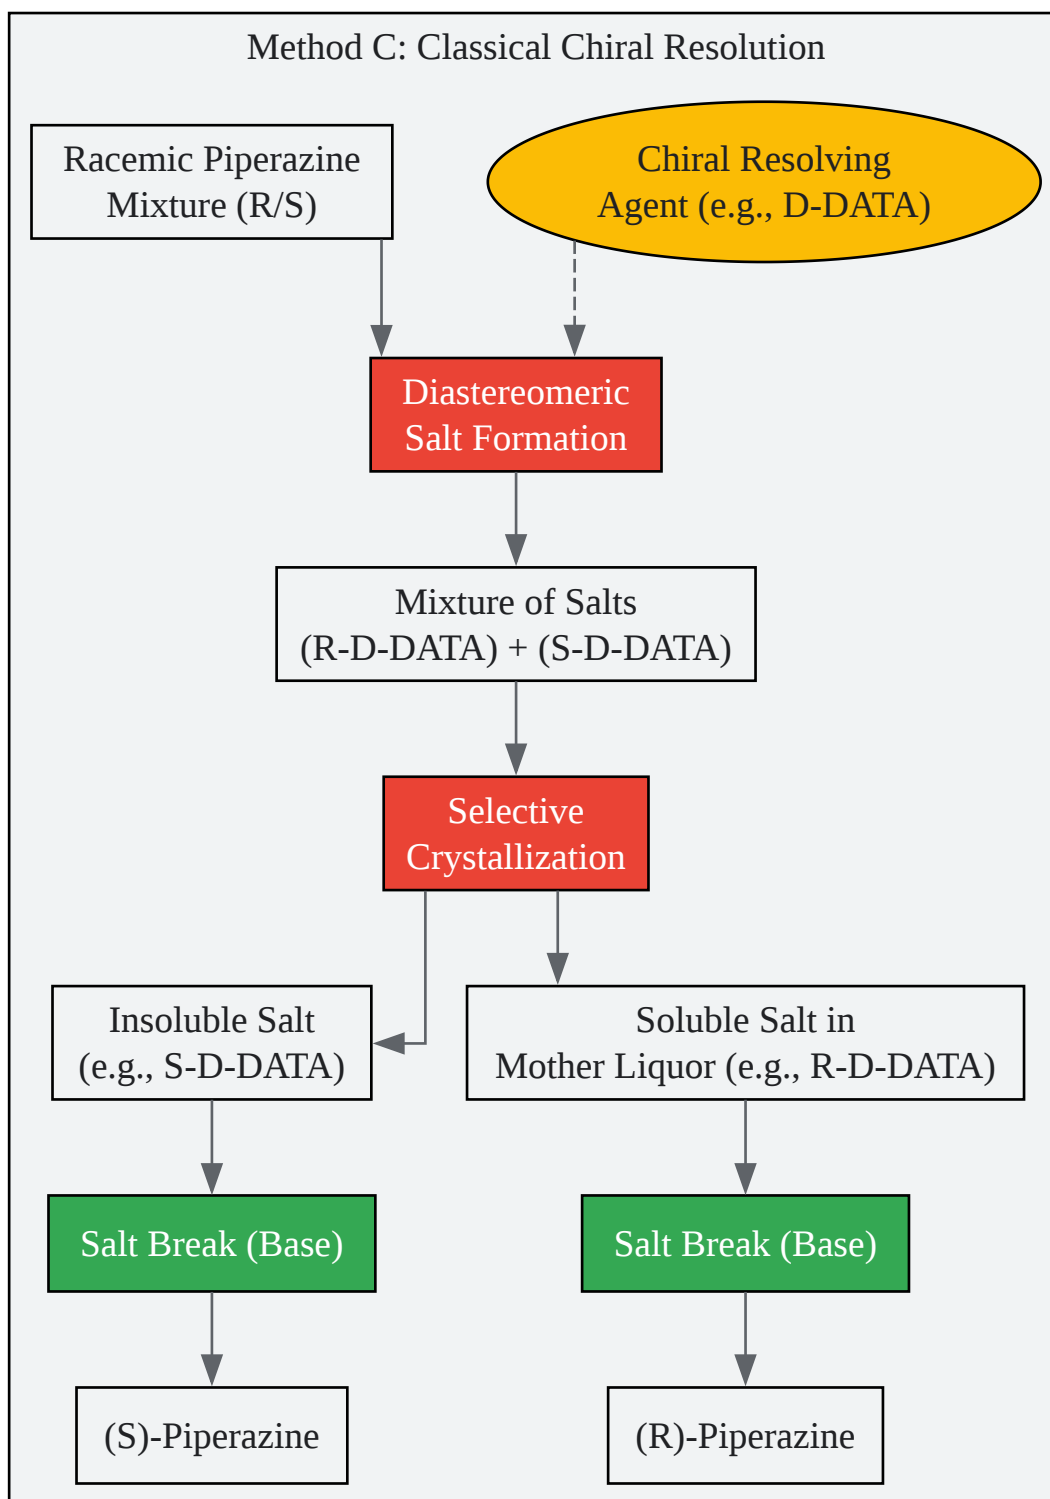 Method C: Classical Chiral Resolution
Racemic Piperazine
Mixture (R/S)
Chiral Resolving
Agent (e.g., D-DATA)
Diastereomeric
Salt Formation
Mixture of Salts
(R-D-DATA) + (S-D-DATA)
Selective
Crystallization
Insoluble Salt
(e.g., S-D-DATA)
Soluble Salt in
Mother Liquor (e.g., R-D-DATA)
Salt Break (Base)
Salt Break (Base)
(S)-Piperazine
(R)-Piperazine